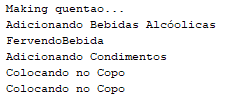 Making quentao...
Adicionando Bebidas Alcóolicas
FervendoBebida
Adicionando Condimentos
Colocando no Copo
Colocando no Copo